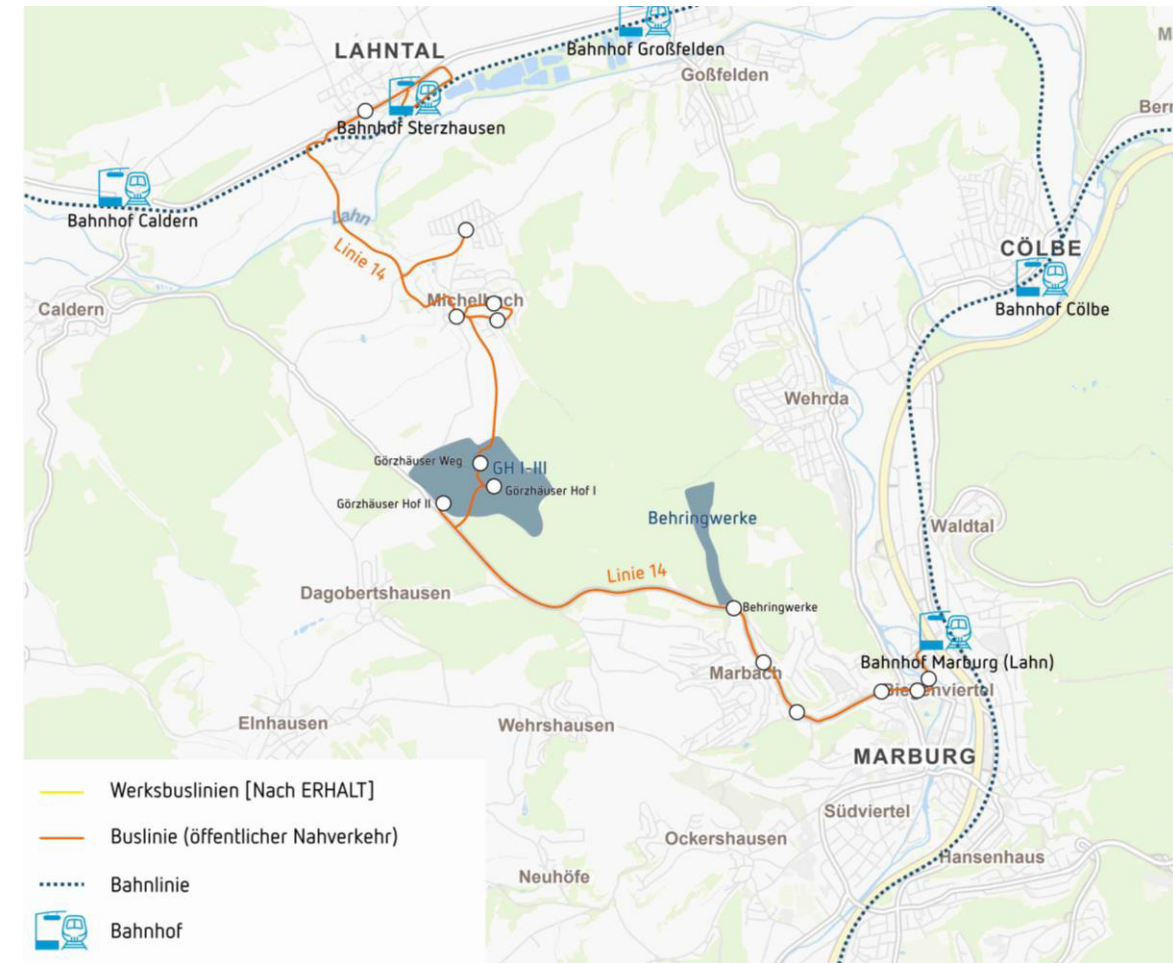 LAHNTAL
Bahnhof Großfelden
Goßfelden
Bahnhof Sterzhausen
Bahnhof Caldern
Lahn
Linie 14
CÖLBE
Bahnhof Cölbe
Caldern
Michelbach
Wehrda
Görzhäuser Weg
GH I-III
Görzhäuser Hof I
Görzhäuser Hof II
Behringwerke
Waldtal
Linie 14
Dagobertshausen
Behringwerke
Marbach
Bahnhof Marburg (Lahn)
Elnhausen
Wehrshausen
MARBURG
Südviertel
Ockershausen
Hansenhaus
Neuhöfe
Werksbuslinien [Nach ERHALT]
Buslinie (öffentlicher Nahverkehr)
Bahnlinie
Bahnhof